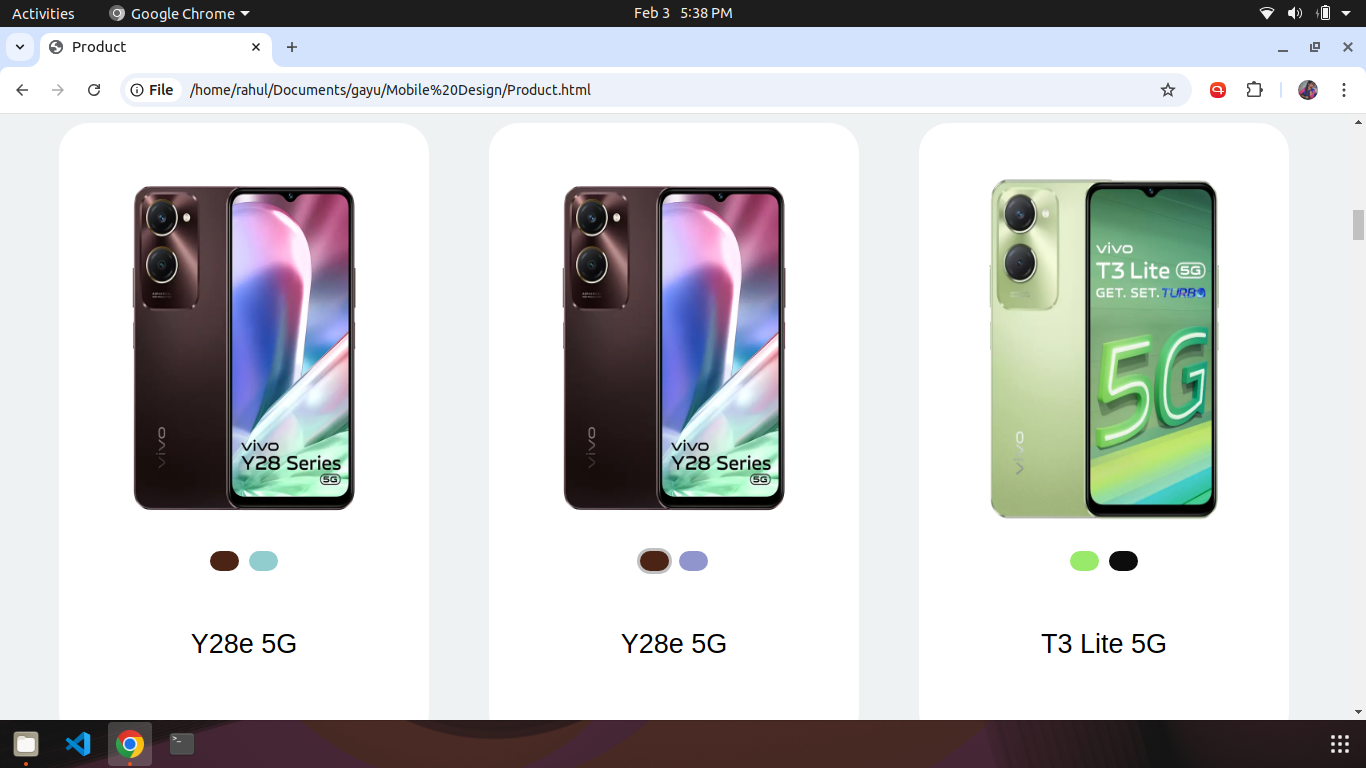 Activities
Google Chrome
Feb 3 5:38 PM
Product
File
/home/rahul/Documents/gayu/Mobile%20Design/Product.html
vivo
vivo
Y28 Series
5G
vivo
vivo
Y28 Series
5G
vivo
vivo
T3 Lite 5G
GET. SET. TURBO
5G
Y28e 5G
Y28e 5G
T3 Lite 5G